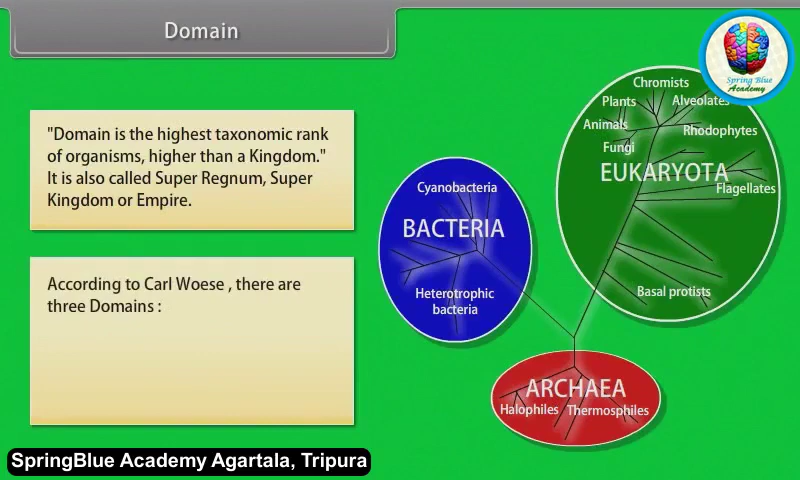 Domain
Spring Blue
Academy
"Domain is the highest taxonomic rank
of organisms, higher than a Kingdom."
It is also called Super Regnum, Super
Kingdom or Empire.
According to Carl Woese , there are
three Domains :
Chromists
Plants
Alveolates
Animals
Rhodophytes
Fungi
EUKARYOTA
Flagellates
Basal protists
Cyanobacteria
BACTERIA
Heterotrophic
bacteria
ARCHAEA
Halophiles
Thermosphiles
SpringBlue Academy Agartala, Tripura